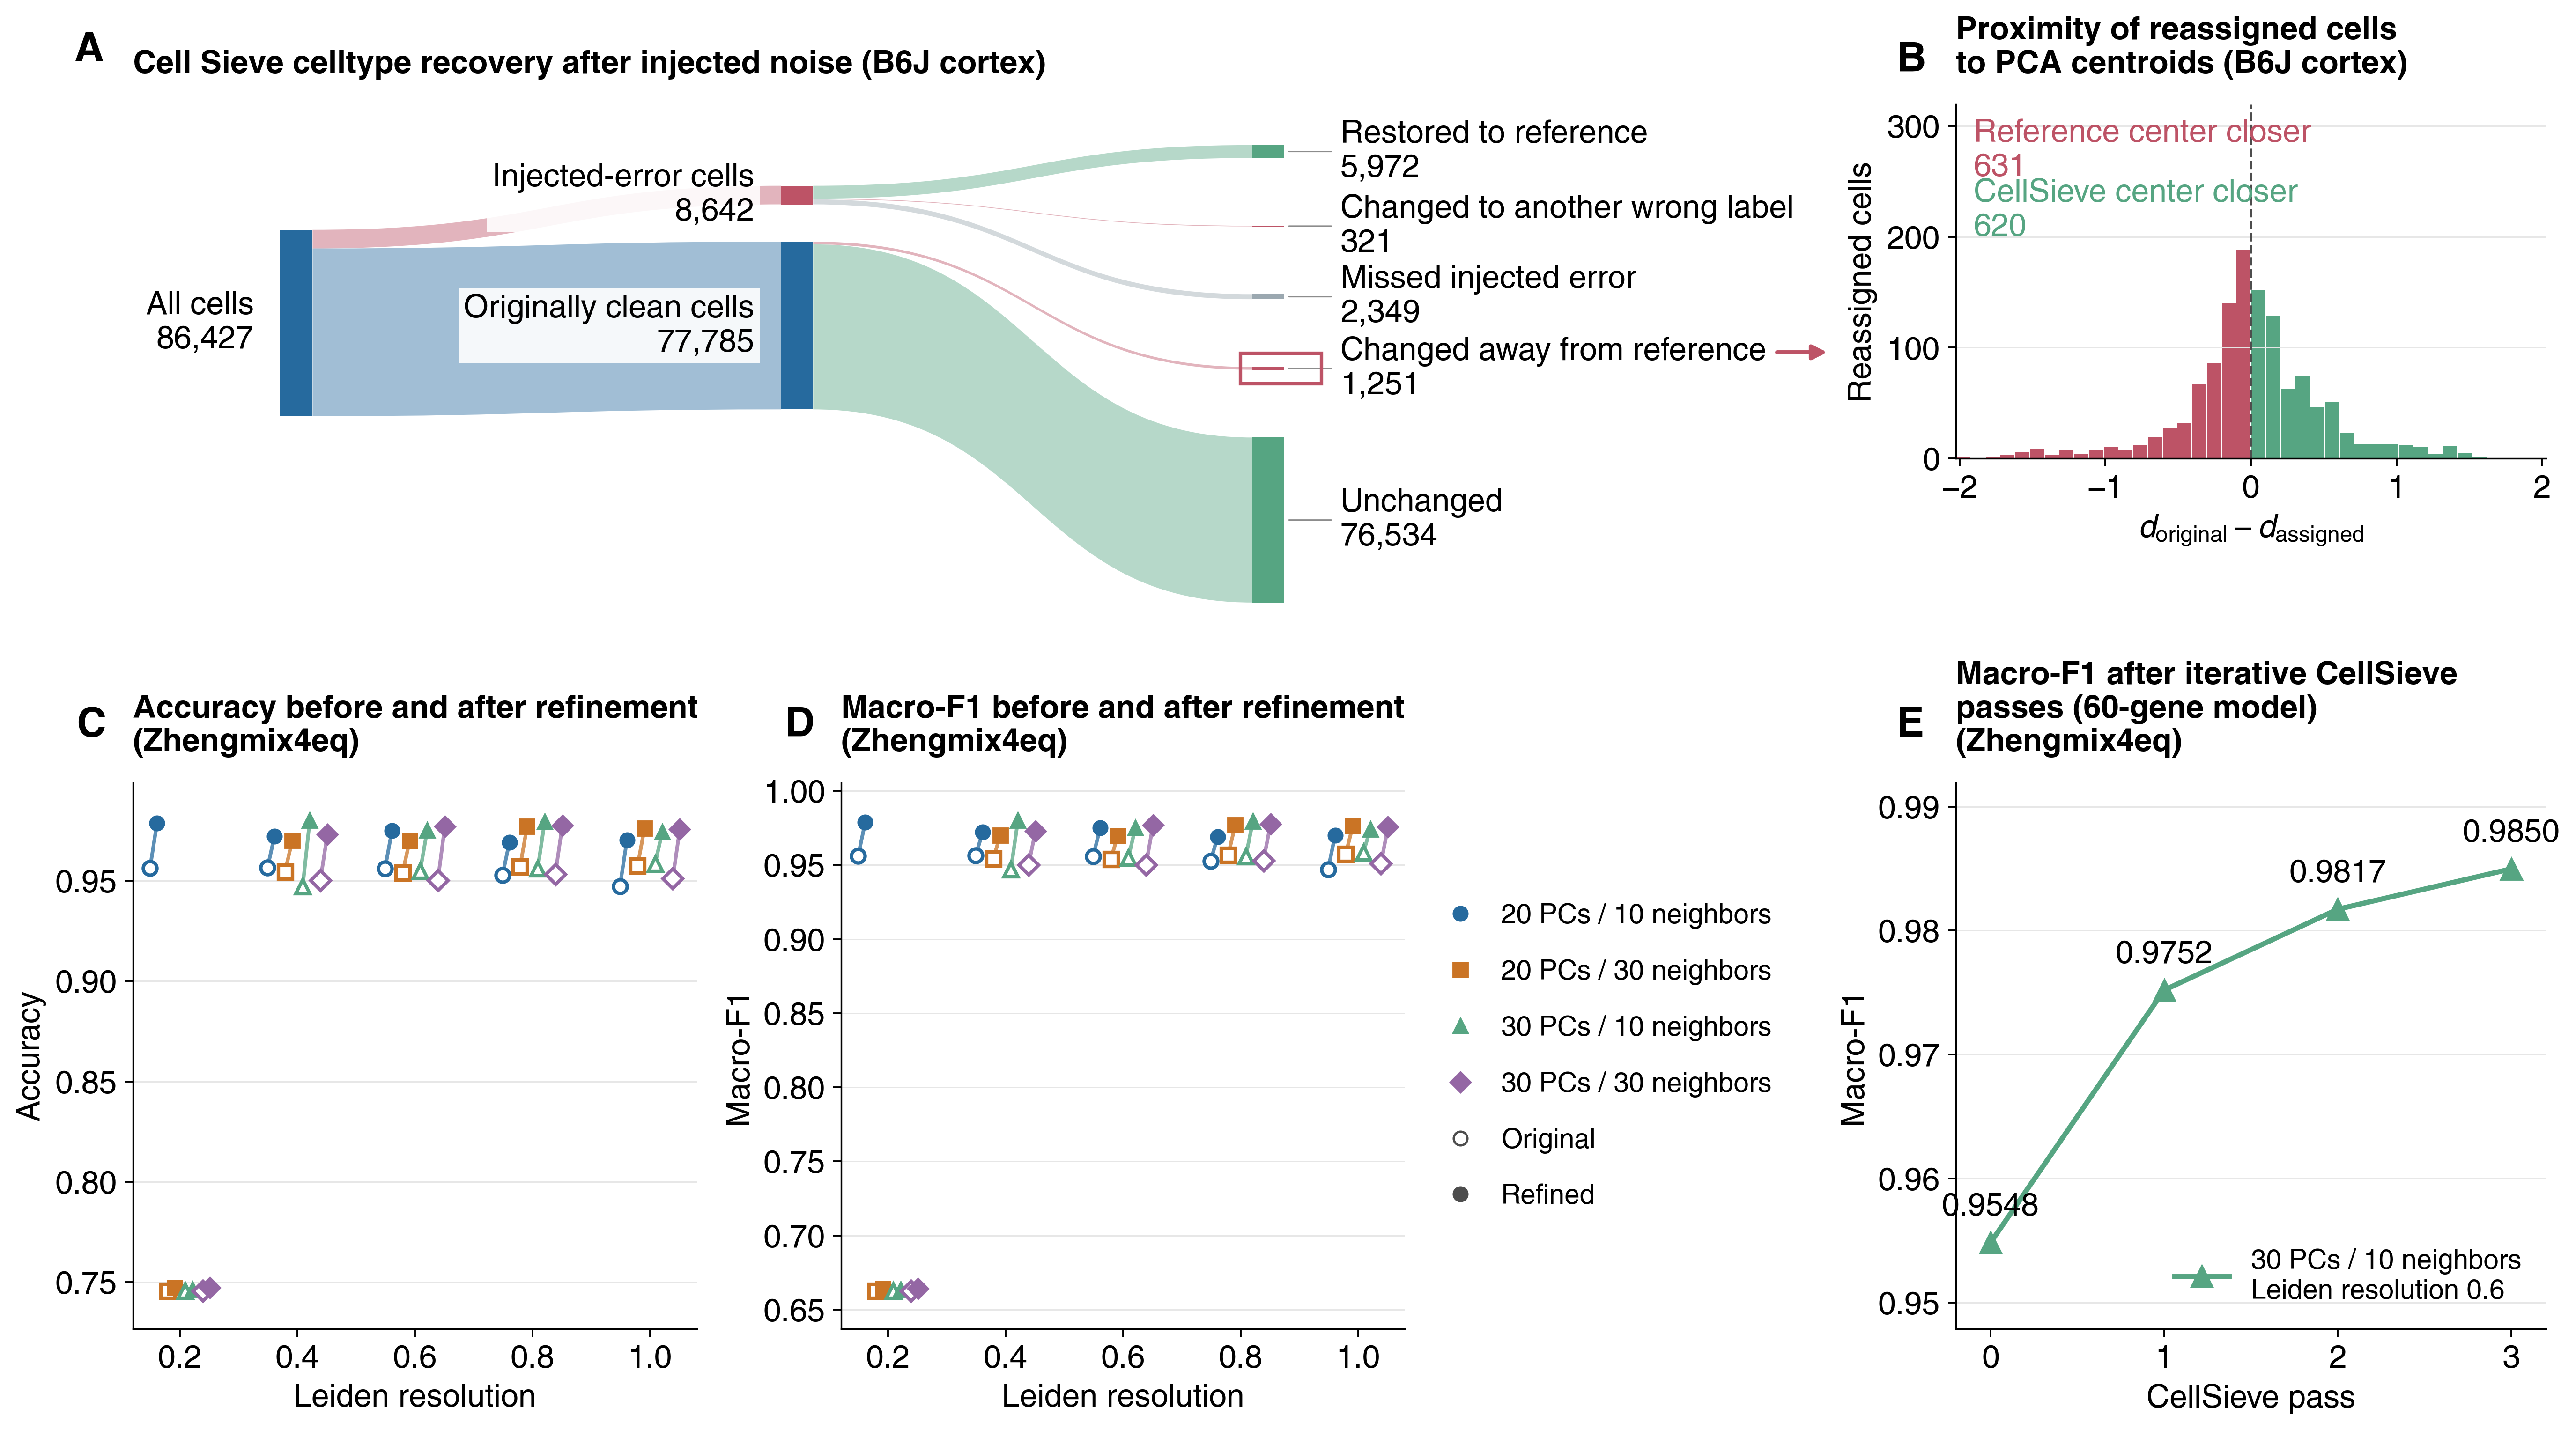 A
Cell Sieve celltype recovery after injected noise (B6J cortex)
All cells
86,427
Injected-error cells
8,642
Originally clean cells
77,785
Restored to reference
5,972
Changed to another wrong label
321
Missed injected error
2,349
Changed away from reference
1,251
Unchanged
76,534
B
Proximity of reassigned cells
to PCA centroids (B6J cortex)
Reference center closer
631
CellSieve center closer
620
Reassigned cells
300
200
100
0
−2
−1
0
1
2
doriginal − dassigned
C
Accuracy before and after refinement
(Zhengmix4eq)
Accuracy
0.95
0.90
0.85
0.80
0.75
0.2
0.4
0.6
0.8
1.0
Leiden resolution
D
Macro-F1 before and after refinement
(Zhengmix4eq)
Macro-F1
1.00
0.95
0.90
0.85
0.80
0.75
0.70
0.65
0.2
0.4
0.6
0.8
1.0
Leiden resolution
20 PCs / 10 neighbors
20 PCs / 30 neighbors
30 PCs / 10 neighbors
30 PCs / 30 neighbors
Original
Refined
E
Macro-F1 after iterative CellSieve
passes (60-gene model)
(Zhengmix4eq)
Macro-F1
0.99
0.98
0.97
0.96
0.95
0.9548
0.9752
0.9817
0.9850
30 PCs / 10 neighbors
Leiden resolution 0.6
0
1
2
3
CellSieve pass